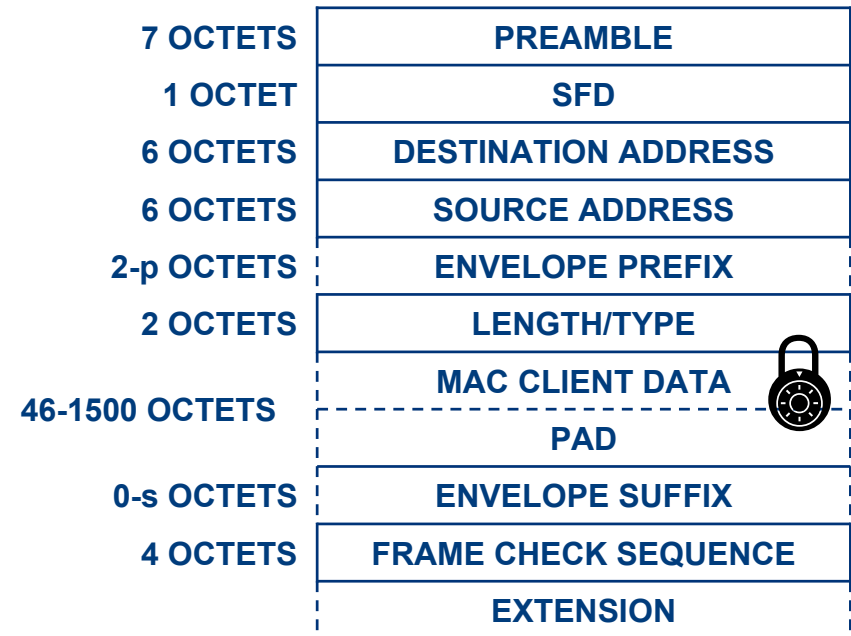 7 OCTETS PREAMBLE
1 OCTET SFD
6 OCTETS DESTINATION ADDRESS
6 OCTETS SOURCE ADDRESS
2-p OCTETS ENVELOPE PREFIX
2 OCTETS LENGTH/TYPE
MAC CLIENT DATA
46-1500 OCTETS
PAD
0-s OCTETS ENVELOPE SUFFIX
4 OCTETS FRAME CHECK SEQUENCE
EXTENSION